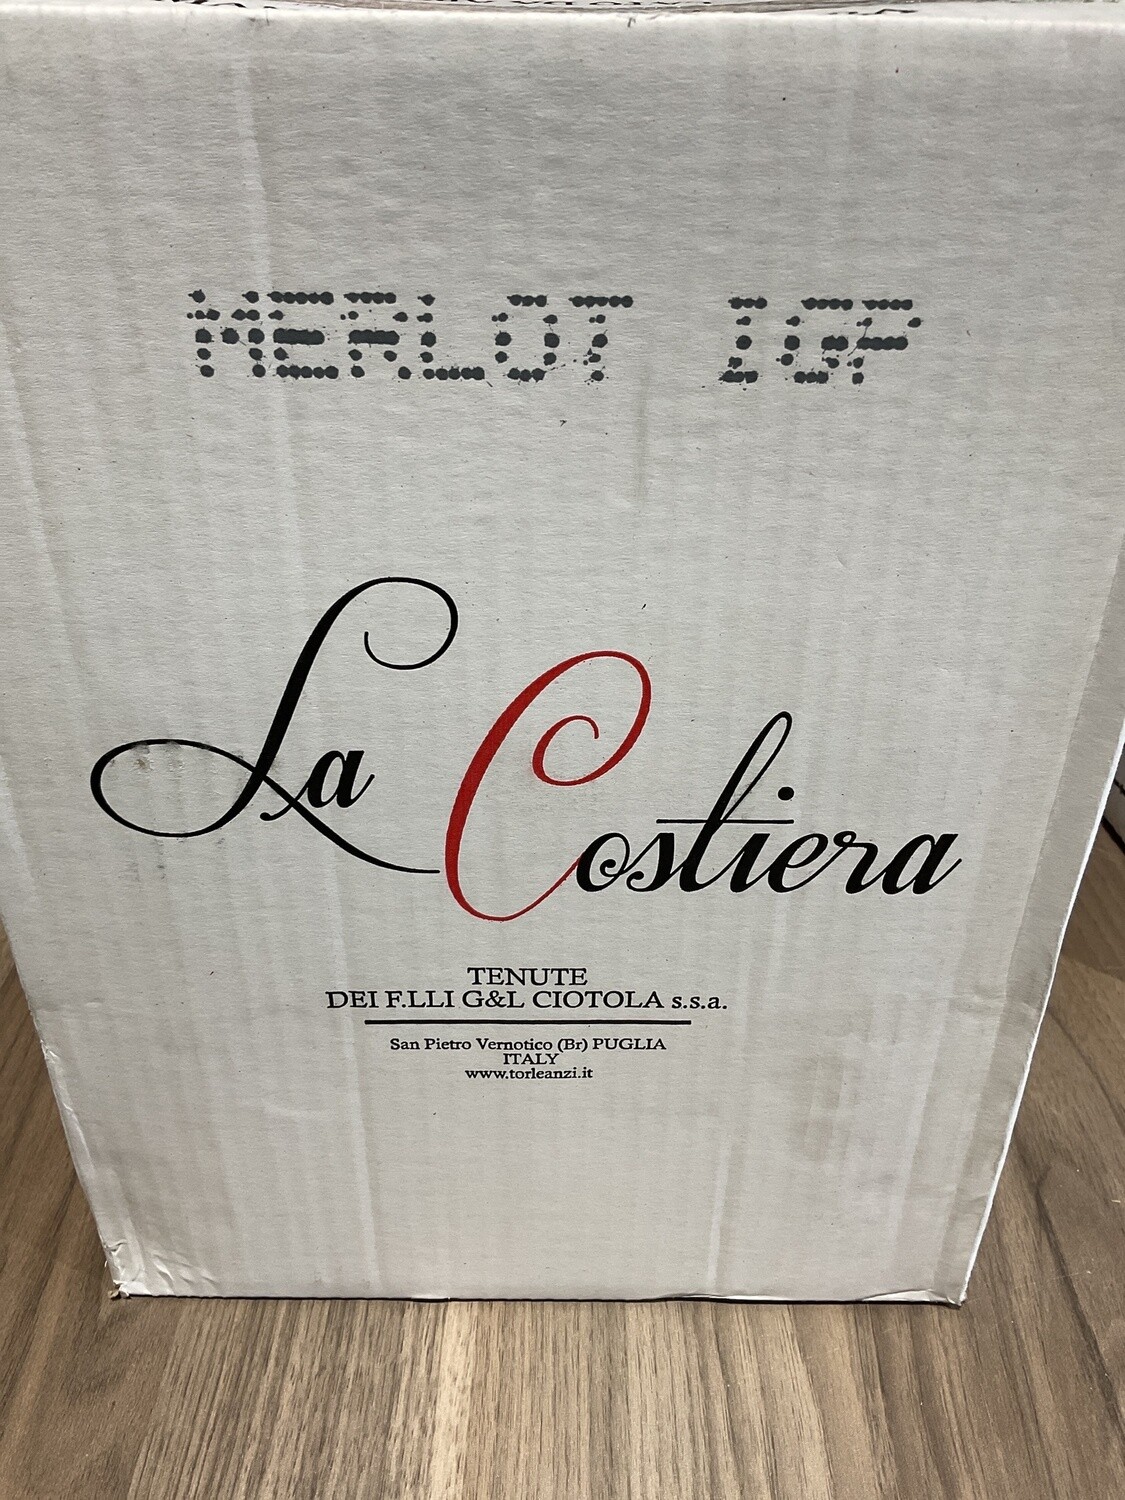 MERLOT IGP
La Costiera
TENUTE
DEI F.LLI G&L CIOTOLA s.s.a.
San Pietro Vernotico (Br) PUGLIA
ITALY
www.torleanzi.it